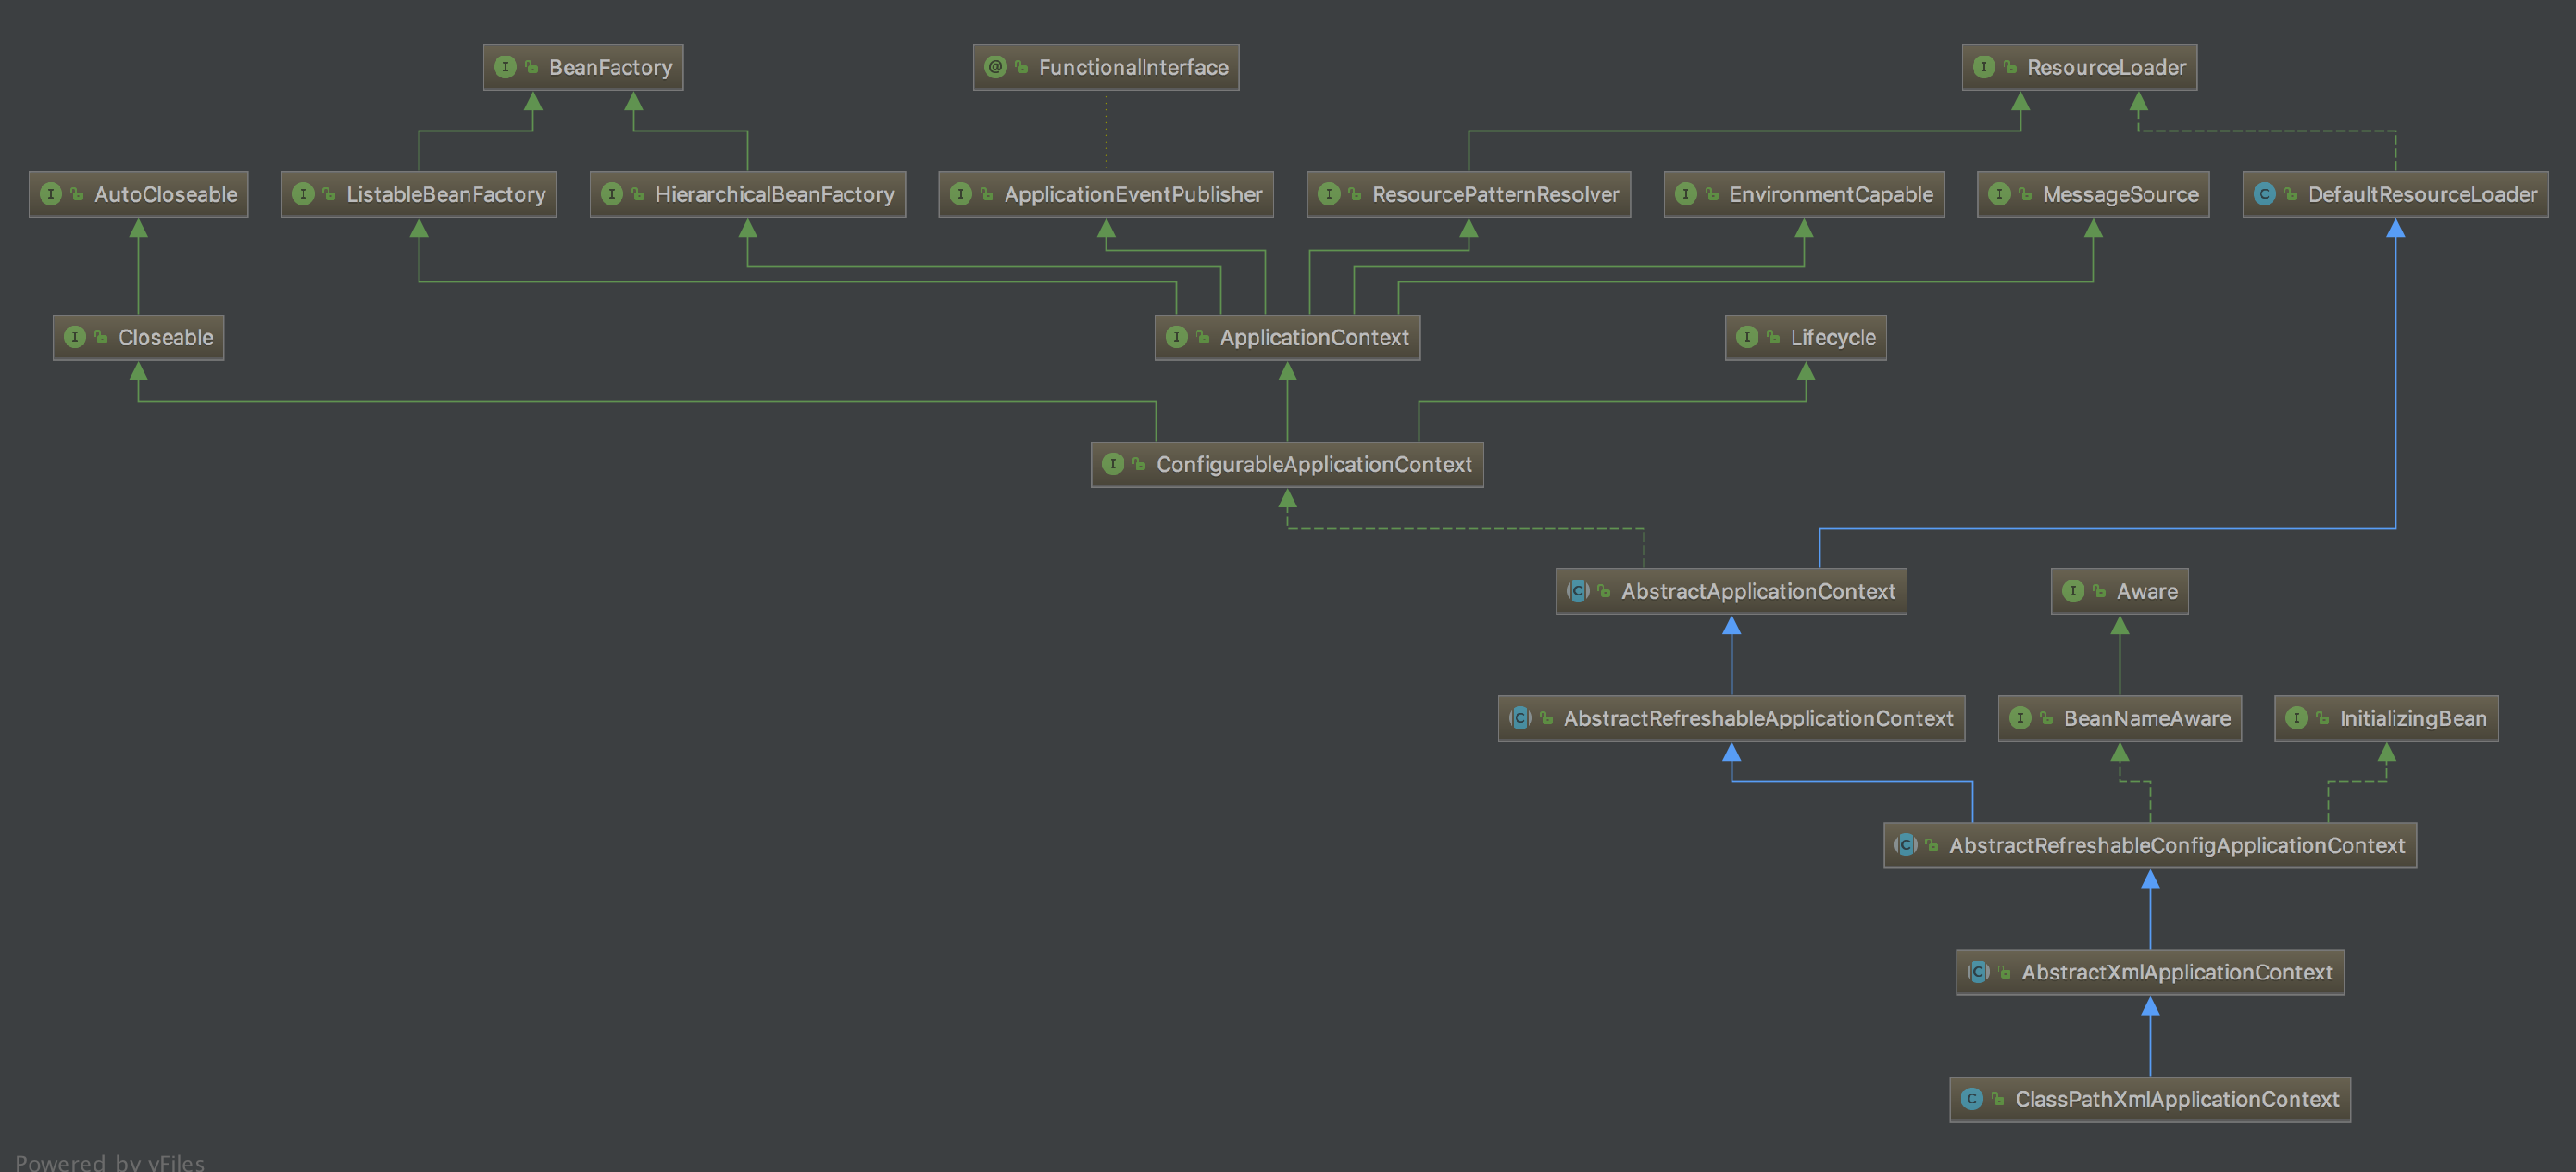 BeanFactory
FunctionalInterface
ResourceLoader
AutoCloseable
ListableBeanFactory
HierarchicalBeanFactory
ApplicationEventPublisher
ResourcePatternResolver
EnvironmentCapable
MessageSource
DefaultResourceLoader
Closeable
ApplicationContext
Lifecycle
ConfigurableApplicationContext
AbstractApplicationContext
Aware
AbstractRefreshableApplicationContext
BeanNameAware
InitializingBean
AbstractRefreshableConfigApplicationContext
AbstractXmlApplicationContext
ClassPathXmlApplicationContext
Powered by yFiles